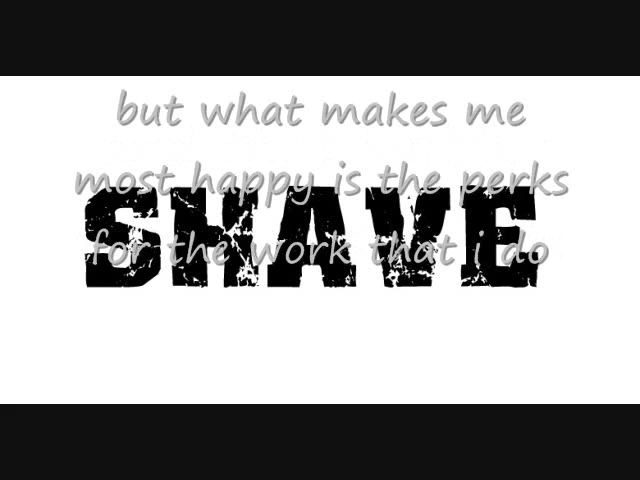 but what makes me
most happy is the perks
SHAVE
for the work that i do